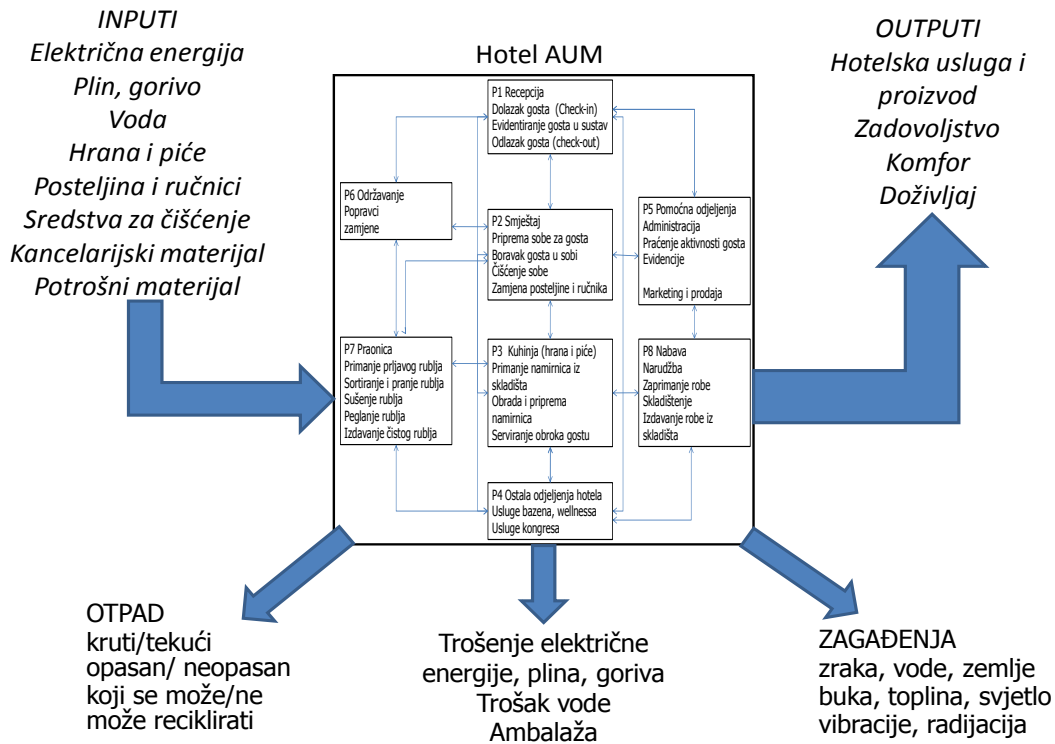 INPUTI
Električna energija
Plin, gorivo
Voda
Hrana i piće
Posteljina i ručnici
Sredstva za čišćenje
Kancelarijski materijal
Potrošni materijal
Hotel AUM
OUTPUTI
Hotelska usluga i
proizvod
Zadovoljstvo
Komfor
Doživljaj
P1 Recepcija
Dolazak gosta (Check-in)
Evidentiranje gosta u sustav
Odlazak gosta (check-out)
P6 Održavanje
Popravci
zamjene
P2 Smještaj
Priprema sobe za gosta
Boravak gosta u sobi
Čišćenje sobe
Zamjena posteljine i ručnika
P5 Pomoćna odjeljenja
Administracija
Praćenje aktivnosti gosta
Evidencije
Marketing i prodaja
P7 Praonica
Primanje prljavog rublja
Sortiranje i pranje rublja
Sušenje rublja
Peglanje rublja
Izdavanje čistog rublja
P3 Kuhinja (hrana i piće)
Primanje namirnica iz
skladišta
Obrada i priprema
namirnica
Serviranje obroka gostu
P8 Nabava
Narudžba
Zaprimanje robe
Skladištenje
Izdavanje robe iz
skladišta
P4 Ostala odjeljenja hotela
Usluge bazena, wellnessa
Usluge kongresa
OTPAD
kruti/tekući
opasan/ neopasan
koji se može/ne
može reciklirati
Trošenje električne
energije, plina, goriva
Trošak vode
Ambalaža
ZAGAĐENJA
zraka, vode, zemlje
buka, toplina, svjetlo
vibracije, radijacija